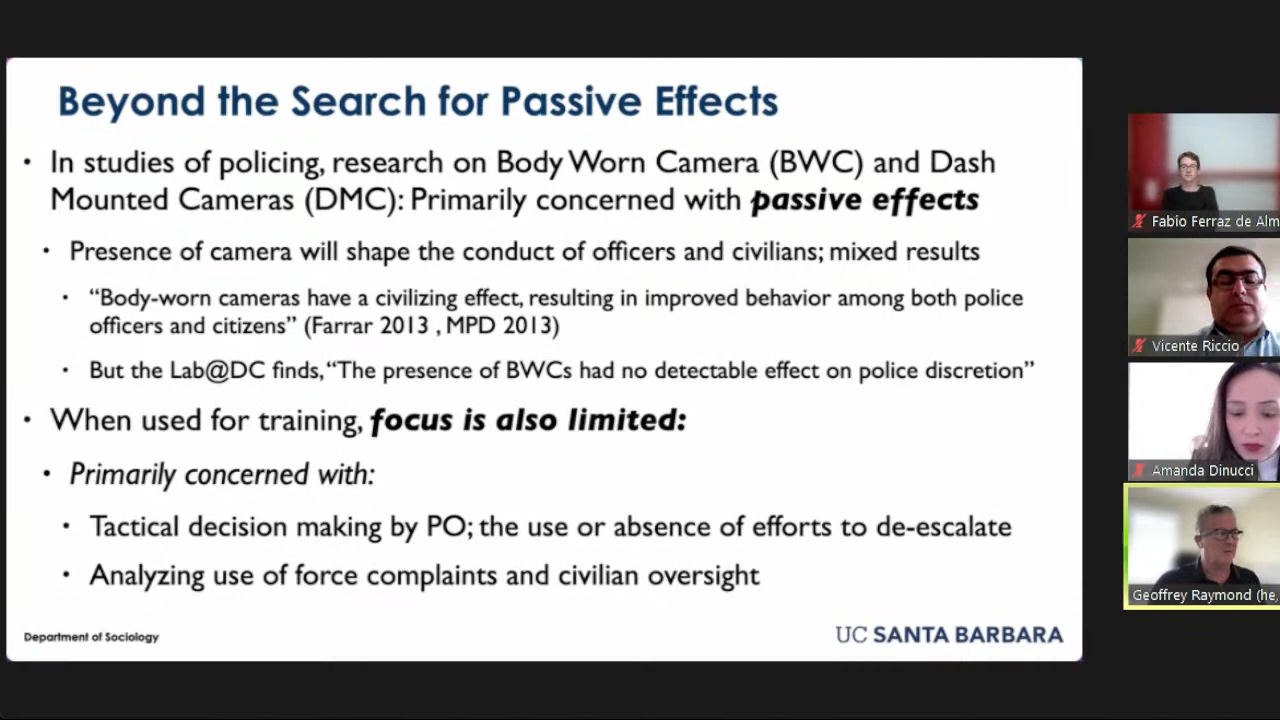 Beyond the Search for Passive Effects
• In studies of policing, research on Body Worn Camera (BWC) and Dash
Mounted Cameras (DMC): Primarily concerned with passive effects
• Presence of camera will shape the conduct of officers and civilians; mixed results
• “Body-worn cameras have a civilizing effect, resulting in improved behavior among both police
officers and citizens” (Farrar 2013 , MPD 2013)
• But the Lab@DC finds, “The presence of BWCs had no detectable effect on police discretion”
• When used for training, focus is also limited:
• Primarily concerned with:
• Tactical decision making by PO; the use or absence of efforts to de-escalate
• Analyzing use of force complaints and civilian oversight
Department of Sociology
UC SANTA BARBARA
Fabio Ferraz de Alm
Vicente Riccio
Amanda Dinucci
Geoffrey Raymond (he,